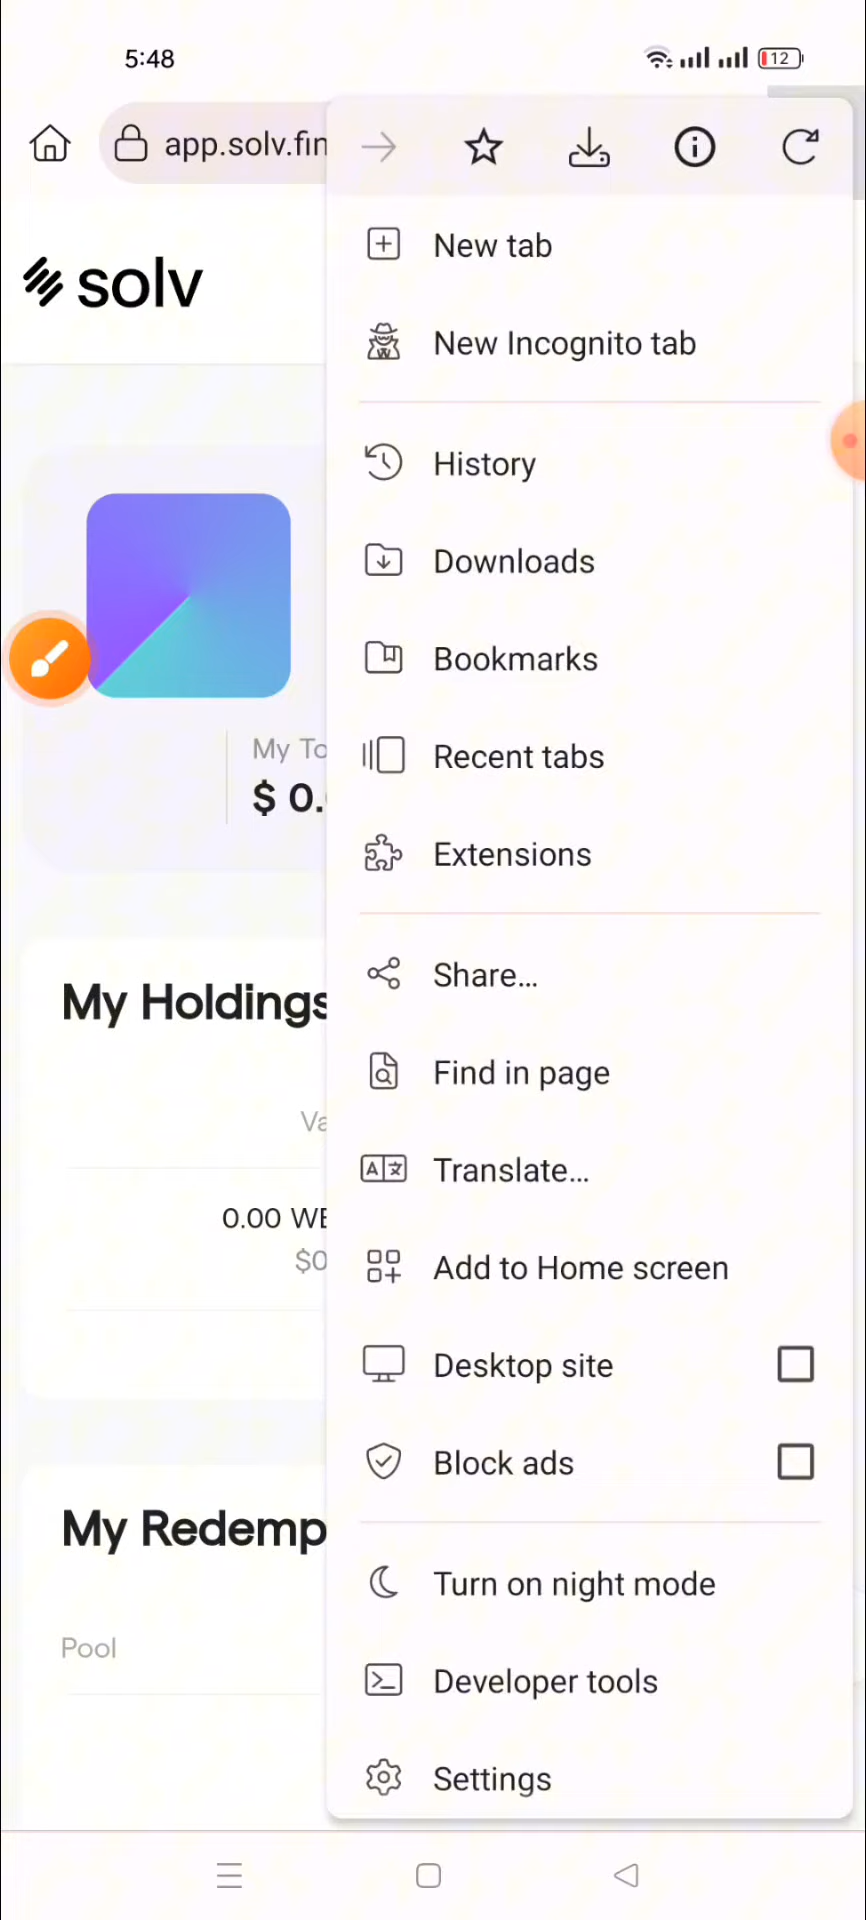 5:48
12
app.solv.fin
solv
New tab
New Incognito tab
History
Downloads
Bookmarks
Recent tabs
Extensions
My To
$ 0.
My Holdings
Va
0.00 WE
$0
Share...
Find in page
Translate...
Add to Home screen
Desktop site
Block ads
My Redemp
Pool
Turn on night mode
Developer tools
Settings